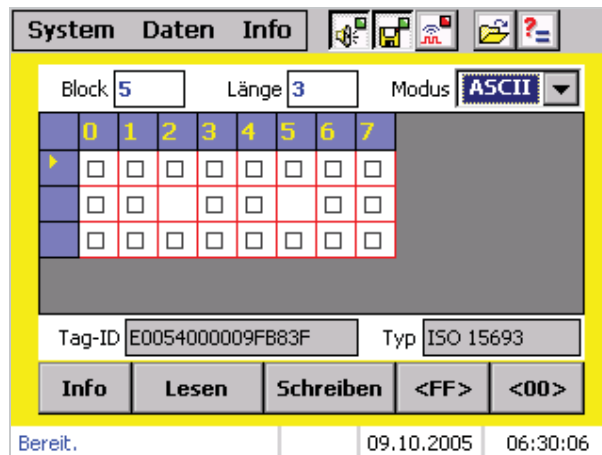 System Daten Info ?=
Block 5 Länge 3 Modus ASCII
0 1 2 3 4 5 6 7
Tag-ID E0054000009FB83F Typ ISO 15693
Info Lesen Schreiben <FF> <00>
Bereit. 09.10.2005 06:30:06